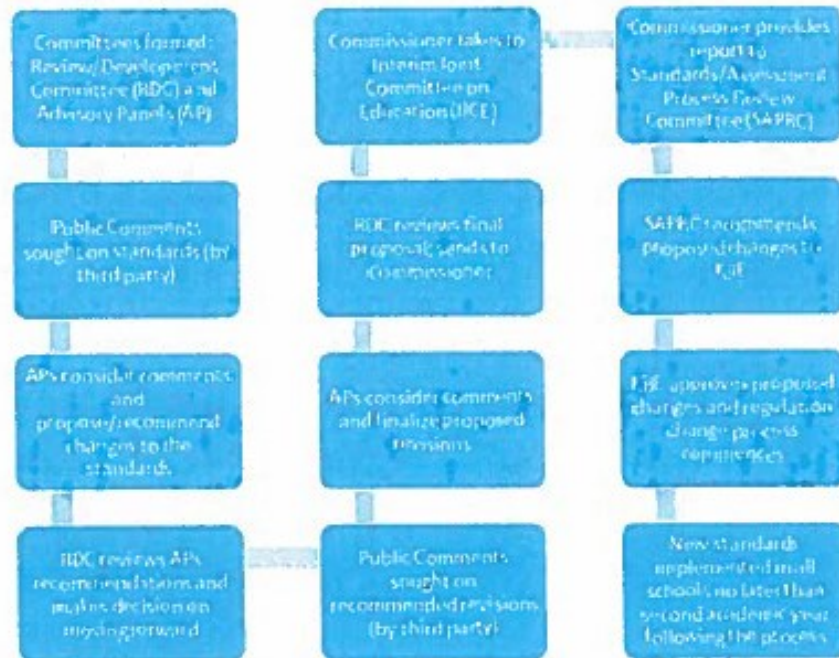 Committees formed:
Review/Development
Committee (RDC) and
Advisory Panels (AP)
Public Comments
sought on standards (by
third party)
APs consider comments
and
propose/recommend
changes to the
standards
RDC reviews APs
recommendations and
makes decision on
moving forward
Public Comments
sought on
recommended revisions
(by third party)
APs consider comments
and finalize proposed
revisions
RDC reviews final
proposal; sends to
Commissioner
Commissioner takes to
Interim Joint
Committee on
Education (IJCE)
Commissioner provides
report to
Standards/Assessment
Process Review
Committee (SAPRC)
SAPRC recommends
proposed changes to
KBE
KBE approves proposed
changes and regulation
change process
commences
New standards
implemented in all
schools no later than
second academic year
following the process